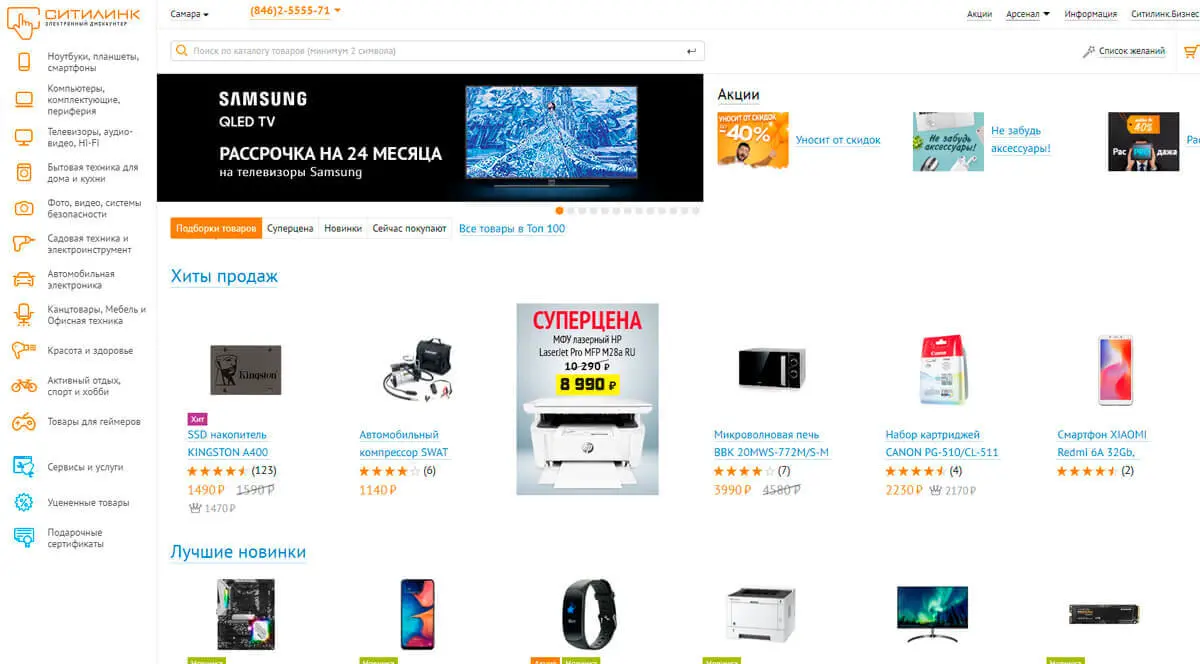 СИТИЛИНК
ЭЛЕКТРОННЫЙ ДИСКАУНТЕР
Самара
(846)2-5555-71
Акции
Арсенал
Информация
Ситилинк.Бизнес
Поиск по каталогу товаров (минимум 2 символа)
Список желаний
Ноутбуки, планшеты,
смартфоны
Компьютеры,
комплектующие,
периферия
Телевизоры, аудио-
видео, HI-FI
Бытовая техника для
дома и кухни
Фото, видео, системы
безопасности
Садовая техника и
электроинструмент
Автомобильная
электроника
Канцтовары, Мебель и
Офисная техника
Красота и здоровье
Активный отдых,
спорт и хобби
Товары для геймеров
Сервисы и услуги
Уцененные товары
Подарочные
сертификаты
SAMSUNG
QLED TV
РАССРОЧКА НА 24 МЕСЯЦА
на телевизоры Samsung
Акции
УНОСИТ ОТ СКИДОК
40%
Уносит от скидок
Не забудь
аксессуары!
Не забудь
аксессуары!
40%
Рас PRO дажа
Ра
Подборки товаров
Суперцена
Новинки
Сейчас покупают
Все товары в Топ 100
Хиты продаж
Kingston
Хит
SSD накопитель
KINGSTON A400
(123)
1490 ₽ 1590 ₽
1470 ₽
Автомобильный
компрессор SWAT
(6)
1140 ₽
СУПЕРЦЕНА
МФУ лазерный HP
LaserJet Pro MFP M28a RU
10 290 ₽
8 990 ₽
hp
Микроволновая печь
BBK 20MWS-772M/S-M
(7)
3990 ₽ 4580 ₽
Canon
Набор картриджей
CANON PG-510/CL-511
(4)
2230 ₽ 2170 ₽
Смартфон XIAOMI
Redmi 6A 32Gb,
(2)
Лучшие новинки
Новинка
Новинка
Акция
Новинка
Новинка
Новинка